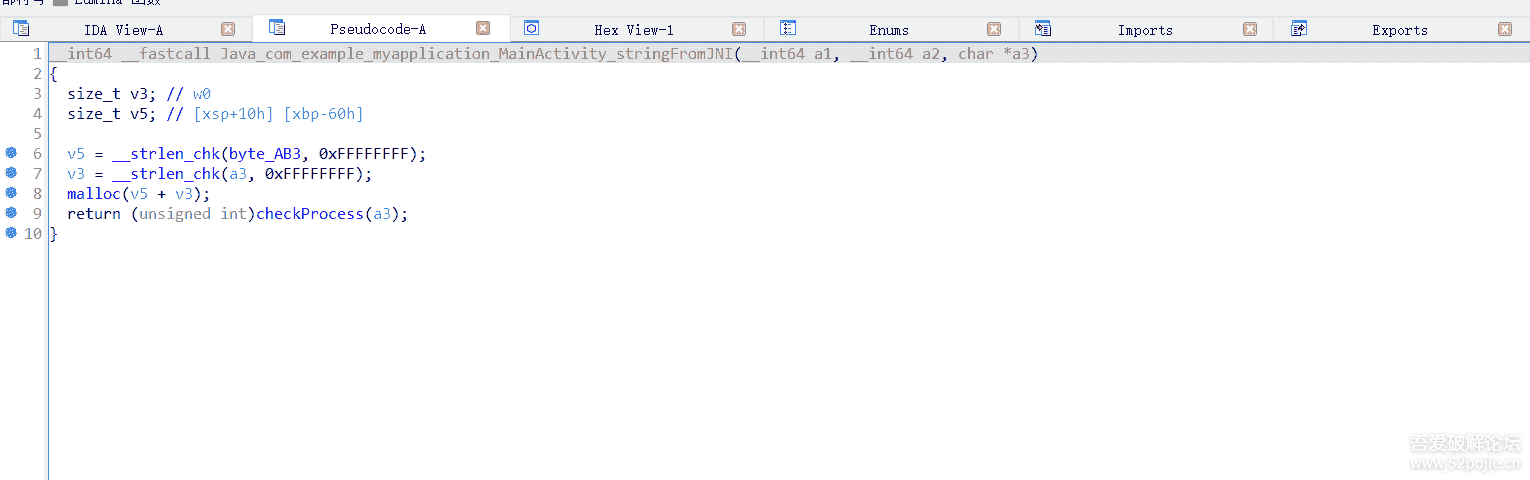 Lumina 函数
IDA View-A
Pseudocode-A
Hex View-1
Enums
Imports
Exports
1 __int64 __fastcall Java_com_example_myapplication_MainActivity_stringFromJNI(__int64 a1, __int64 a2, char *a3)
2 {
3 size_t v3; // w0
4 size_t v5; // [xsp+10h] [xbp-60h]
5
6 v5 = __strlen_chk(byte_AB3, 0xFFFFFFFF);
7 v3 = __strlen_chk(a3, 0xFFFFFFFF);
8 malloc(v5 + v3);
9 return (unsigned int)checkProcess(a3);
10 }
吾爱破解论坛
www.52pojie.cn